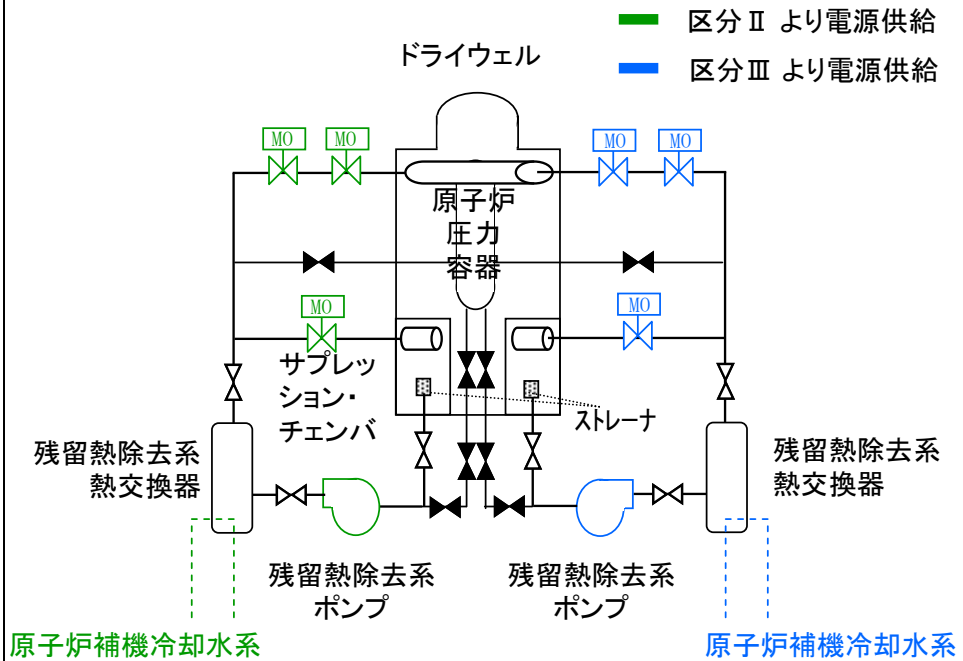 区分Ⅱ より電源供給
区分Ⅲ より電源供給
ドライウェル
MO
MO
MO
MO
原子炉
圧力
容器
MO
MO
サプレッ
ション・
チェンバ
ストレーナ
残留熱除去系
熱交換器
残留熱除去系
熱交換器
残留熱除去系
ポンプ
残留熱除去系
ポンプ
原子炉補機冷却水系
原子炉補機冷却水系